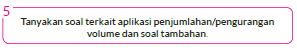 5
Tanyakan soal terkait aplikasi penjumlahan/pengurangan
volume dan soal tambahan.